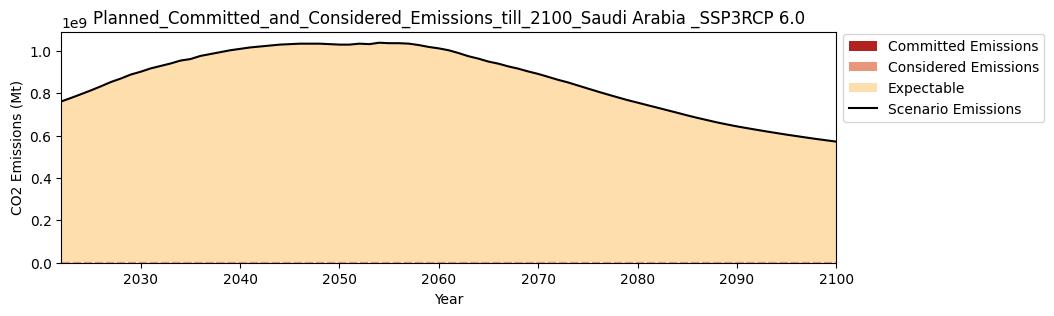 Planned_Committed_and_Considered_Emissions_till_2100_Saudi Arabia _SSP3RCP 6.0
1e9
1.0
0.8
0.6
0.4
0.2
0.0
CO2 Emissions (Mt)
2030 2040 2050 2060 2070 2080 2090 2100
Year
Committed Emissions
Considered Emissions
Expectable
Scenario Emissions